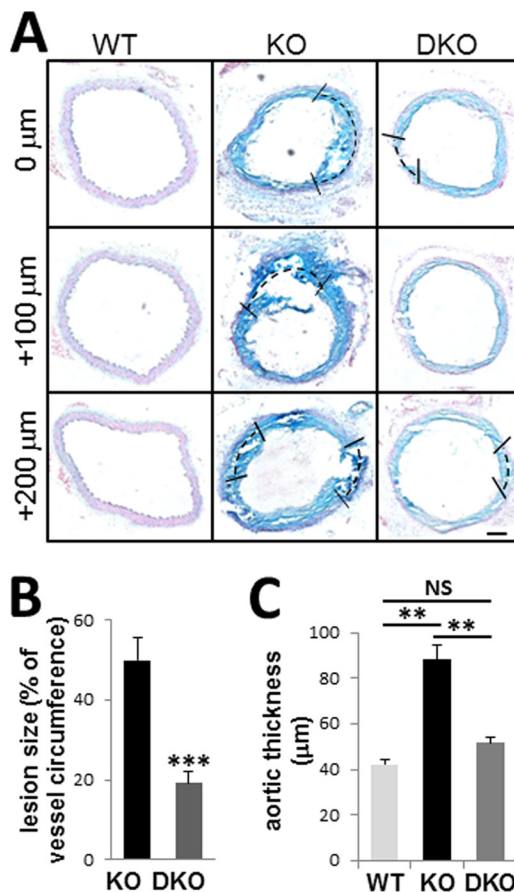 A
WT KO DKO
0 µm
+100 µm
+200 µm
B
lesion size (% of
vessel circumference)
60
40
20
0
***
KO DKO
C
aortic thickness
(µm)
100
80
60
40
20
0
NS
** **
WT KO DKO